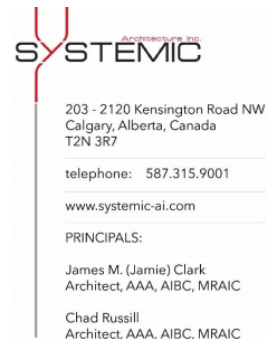 Architecture Inc.
SYSTEMIC
203 - 2120 Kensington Road NW
Calgary, Alberta, Canada
T2N 3R7
telephone: 587.315.9001
www.systemic-ai.com
PRINCIPALS:
James M. (Jamie) Clark
Architect, AAA, AIBC, MRAIC
Chad Russill
Architect, AAA, AIBC, MRAIC